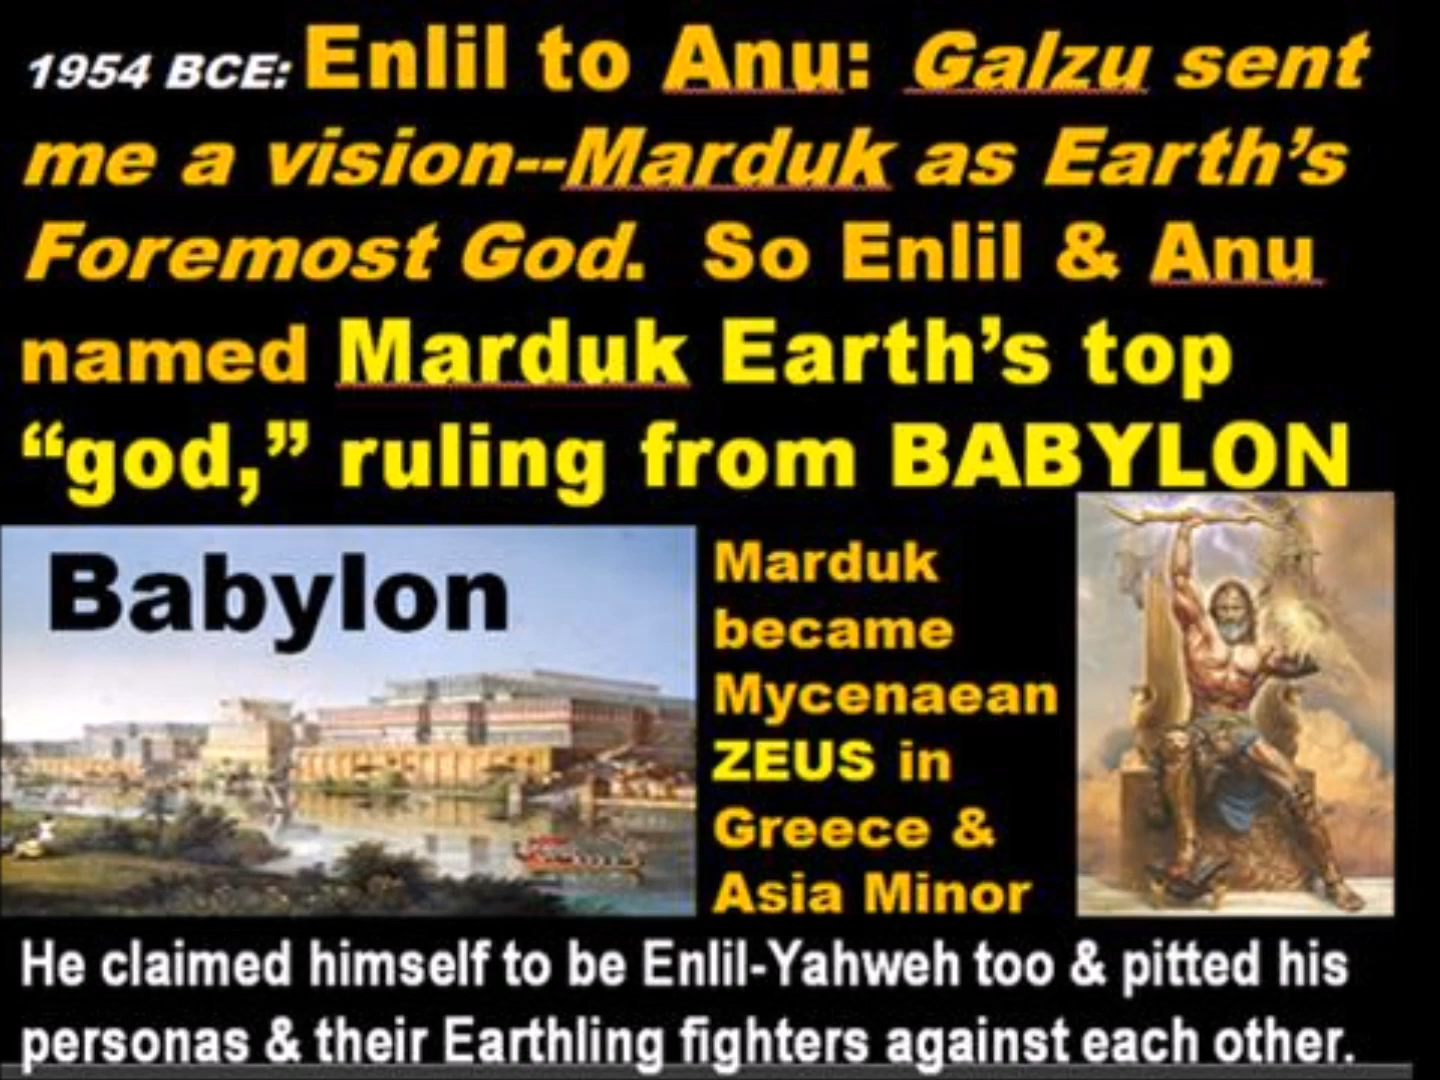 1954 BCE: Enlil to Anu: Galzu sent
me a vision--Marduk as Earth's
Foremost God. So Enlil & Anu
named Marduk Earth's top
“god,” ruling from BABYLON
Babylon
Marduk
became
Mycenaean
ZEUS in
Greece &
Asia Minor
He claimed himself to be Enlil-Yahweh too & pitted his
personas & their Earthling fighters against each other.